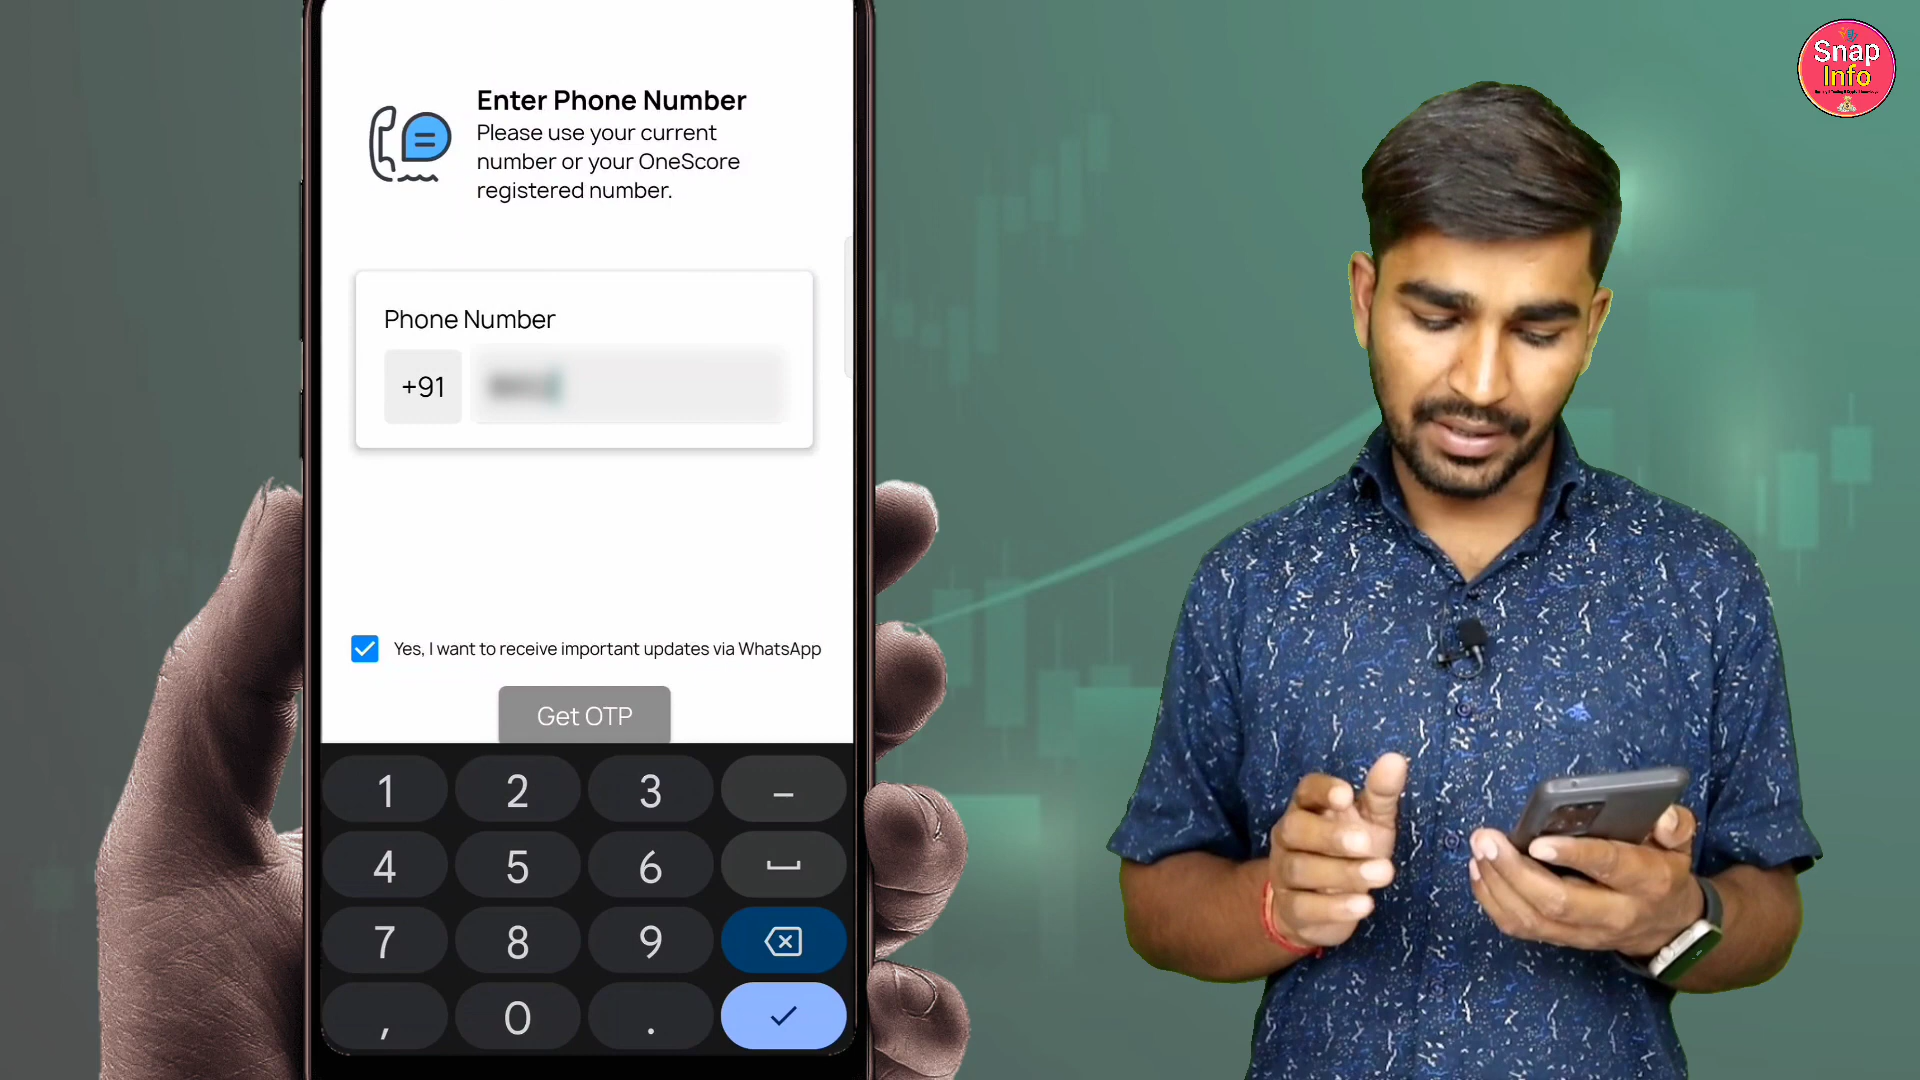 Enter Phone Number
Please use your current
number or your OneScore
registered number.
Phone Number
+91
Yes, I want to receive important updates via WhatsApp
Get OTP
1 2 3 –
4 5 6
7 8 9
, 0 .
Snap
Info